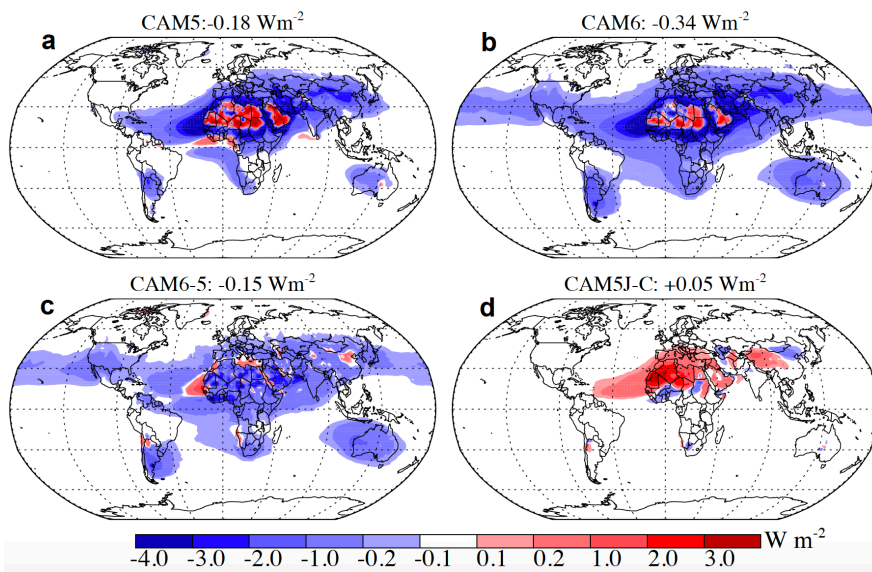 CAM5:-0.18 Wm-2
a
CAM6: -0.34 Wm-2
b
CAM6-5: -0.15 Wm-2
c
CAM5J-C: +0.05 Wm-2
d
W m-2
-4.0 -3.0 -2.0 -1.0 -0.2 -0.1 0.1 0.2 1.0 2.0 3.0